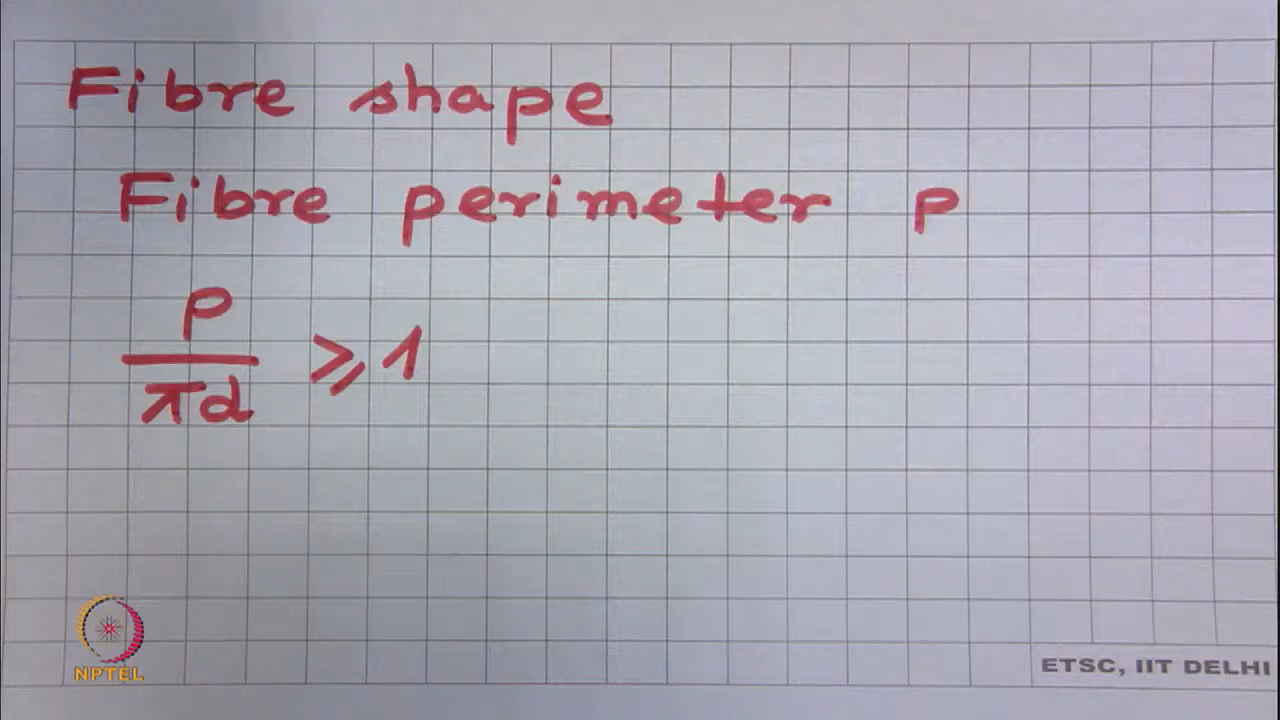 Fibre shape
Fibre perimeter p
p
πd
≥ 1
NPTEL
ETSC, IIT DELHI